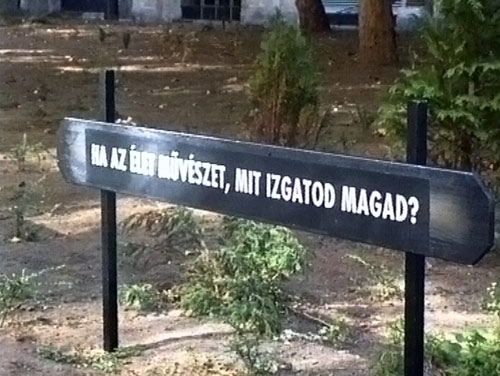 HA AZ ÉLET MŰVÉSZET, MIT IZGATOD MAGAD?